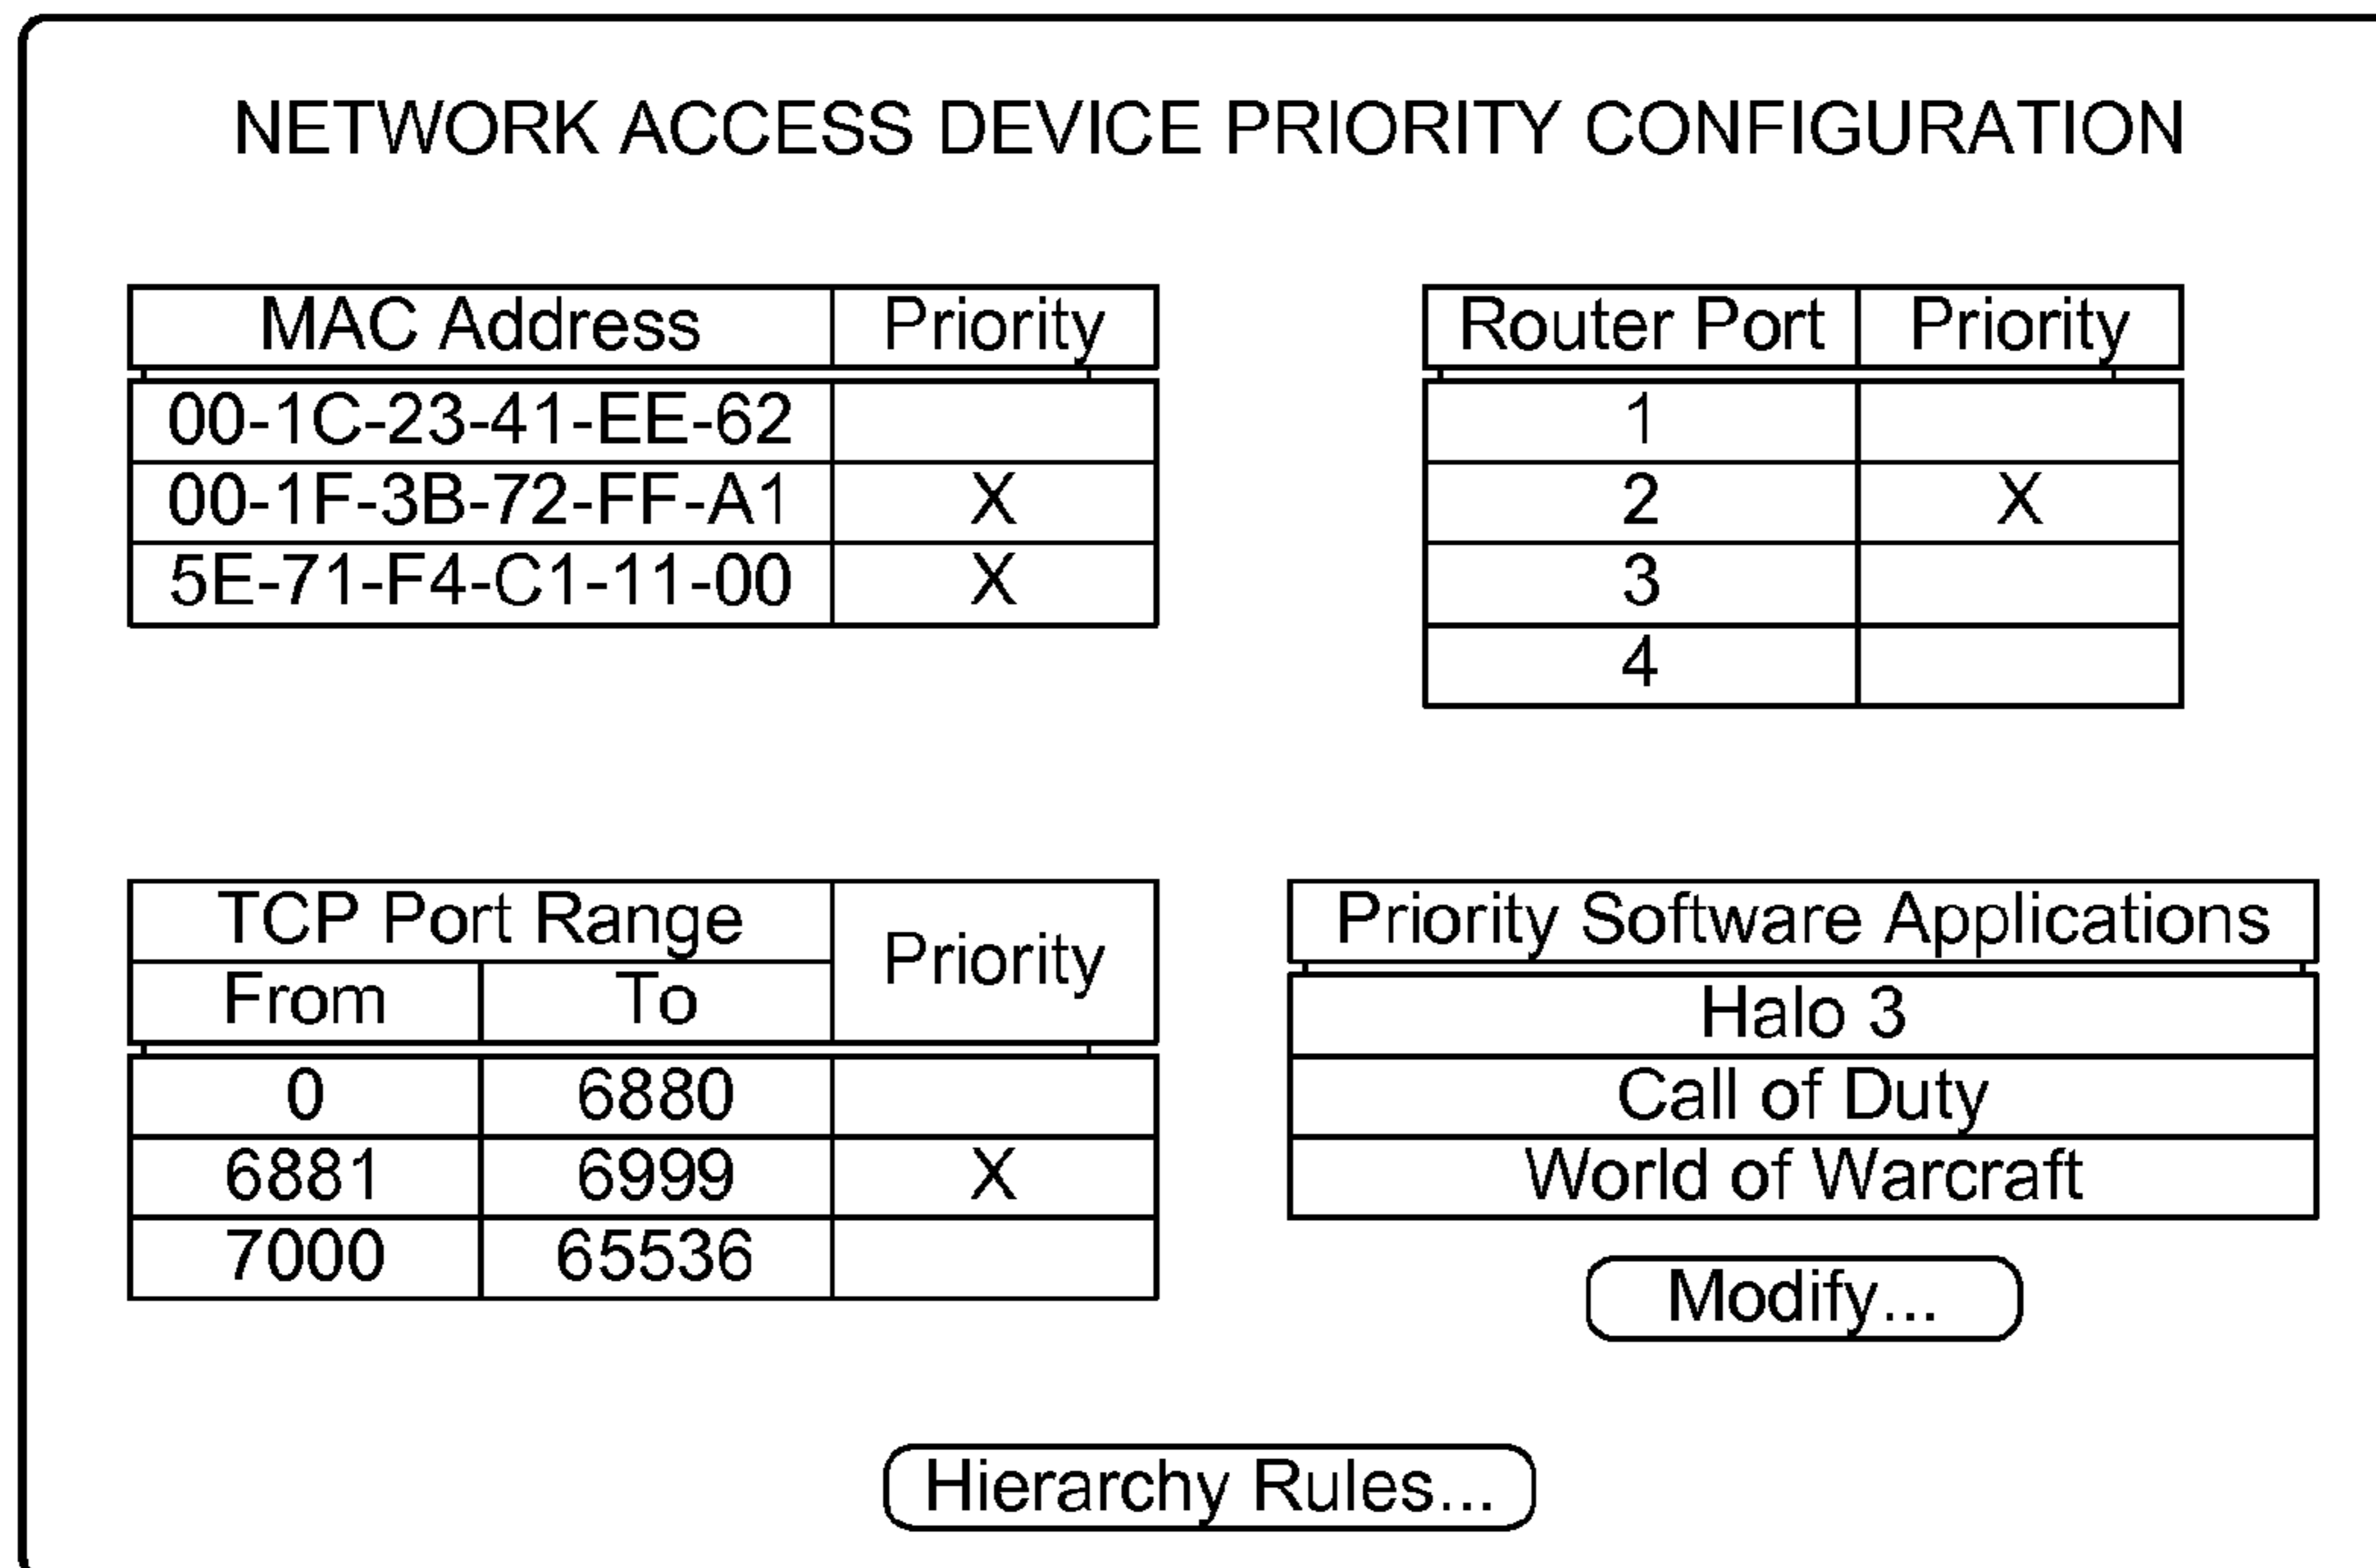 NETWORK ACCESS DEVICE PRIORITY CONFIGURATION
MAC Address Priority
00-1C-23-41-EE-62
00-1F-3B-72-FF-A1 X
5E-71-F4-C1-11-00 X
Router Port Priority
1
2 X
3
4
TCP Port Range Priority
From To
0 6880
6881 6999 X
7000 65536
Priority Software Applications
Halo 3
Call of Duty
World of Warcraft
Modify...
Hierarchy Rules...